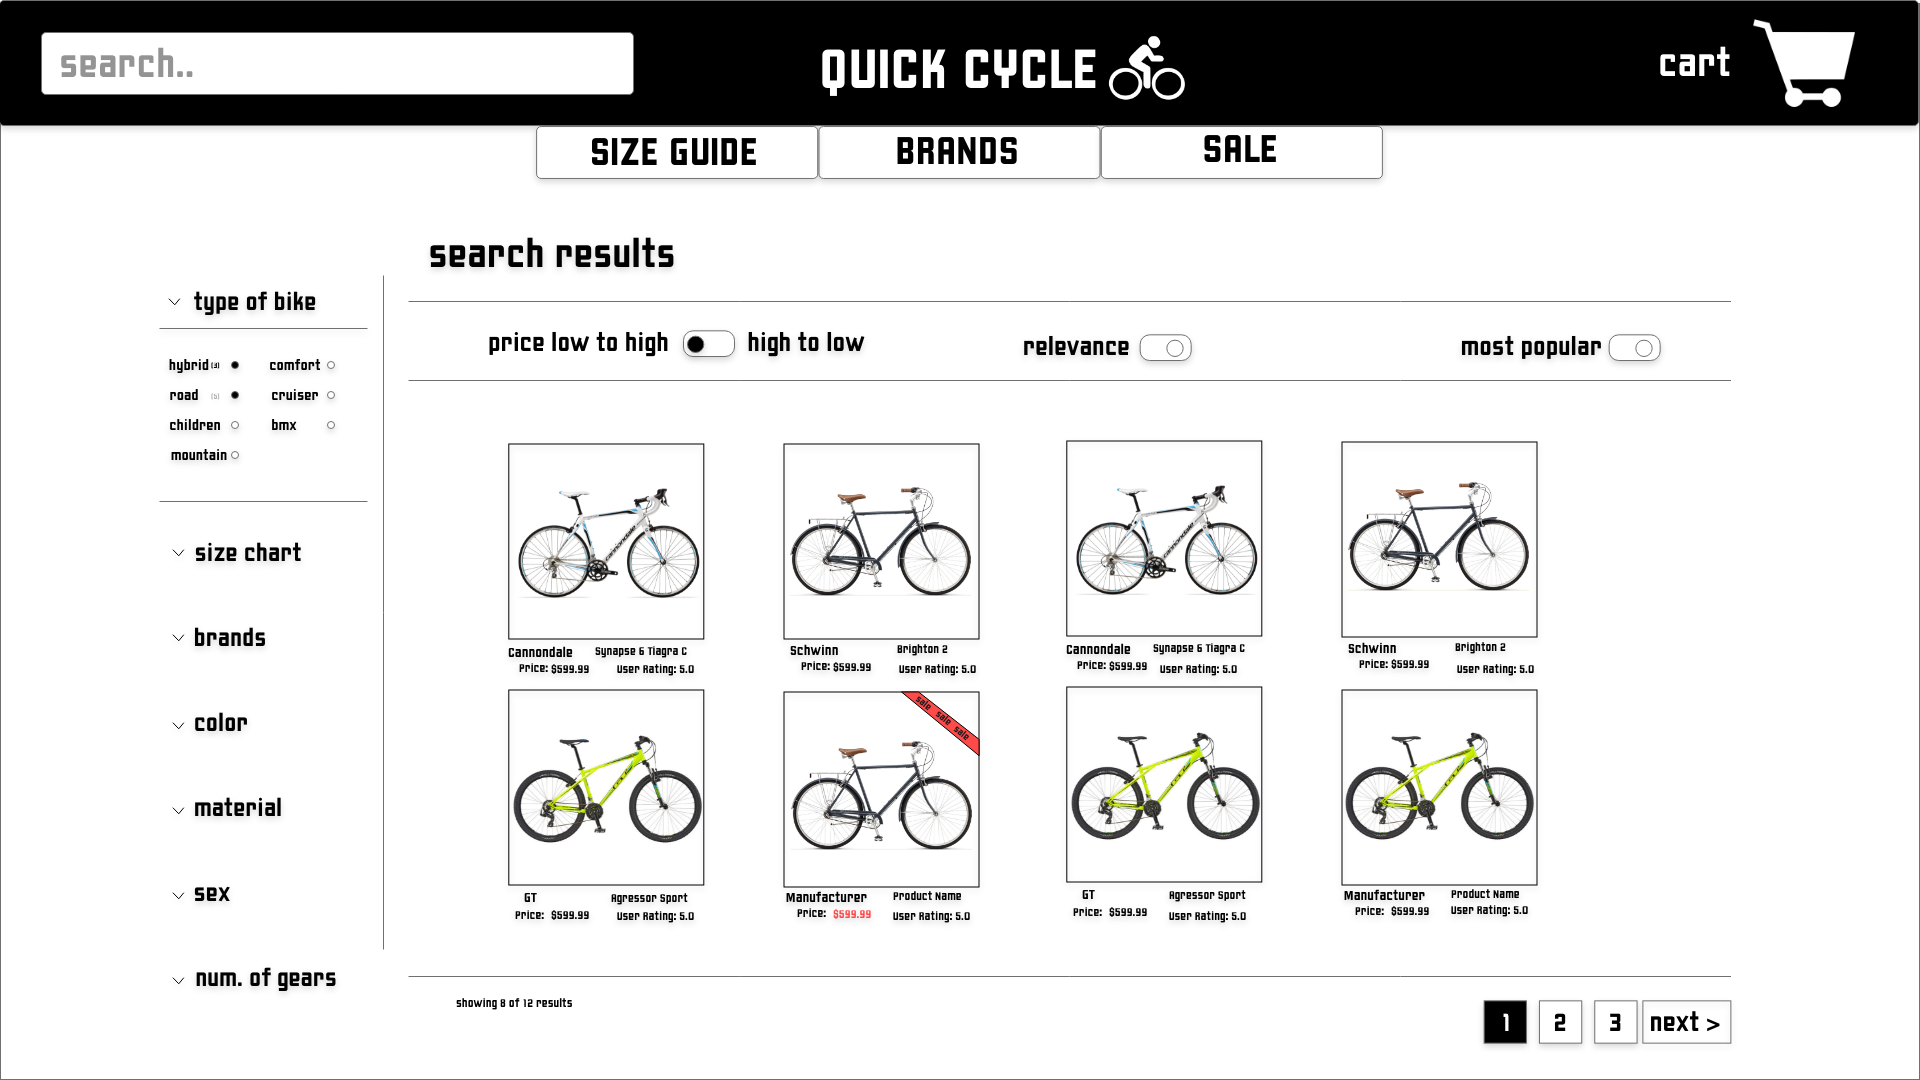 search..
QUICK CYCLE
cart
SIZE GUIDE
BRANDS
SALE
search results
type of bike
price low to high
high to low
relevance
most popular
hybrid
comfort
road
cruiser
children
bmx
mountain
size chart
brands
color
material
sex
num. of gears
cannondale
cannondale
Cannondale Synapse 6 Tiagra C
Price: $599.99 User Rating: 5.0
Schwinn Brighton 2
Price: $599.99 User Rating: 5.0
Cannondale Synapse 6 Tiagra C
Price: $599.99 User Rating: 5.0
Schwinn Brighton 2
Price: $599.99 User Rating: 5.0
sale sale sale
GT Agressor Sport
Price: $599.99 User Rating: 5.0
Manufacturer Product Name
Price: $599.99 User Rating: 5.0
GT Agressor Sport
Price: $599.99 User Rating: 5.0
Manufacturer Product Name
Price: $599.99 User Rating: 5.0
showing 8 of 12 results
1
2
3
next >